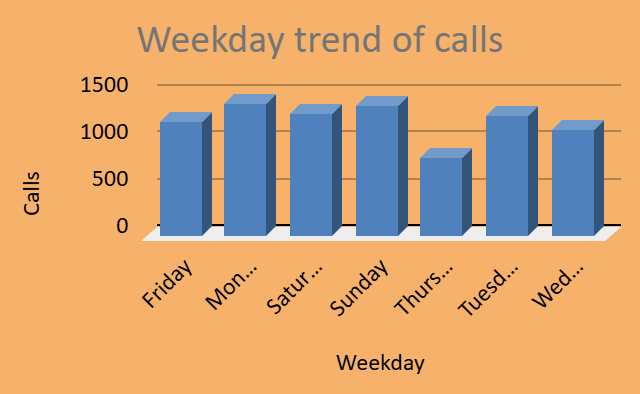 Weekday trend of calls
1500
1000
500
0
Calls
Friday
Mon...
Satur...
Sunday
Thurs...
Tuesd...
Wed...
Weekday